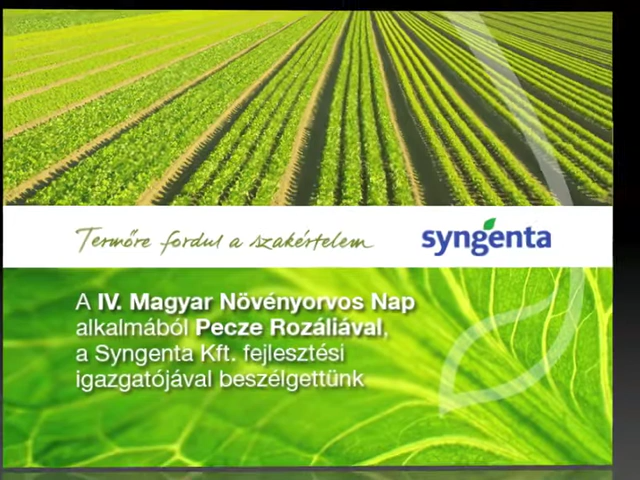 Termőre fordul a szakértelem
syngenta
A IV. Magyar Növényorvos Nap
alkalmából Pecze Rozáliával,
a Syngenta Kft. fejlesztési
igazgatójával beszélgettünk